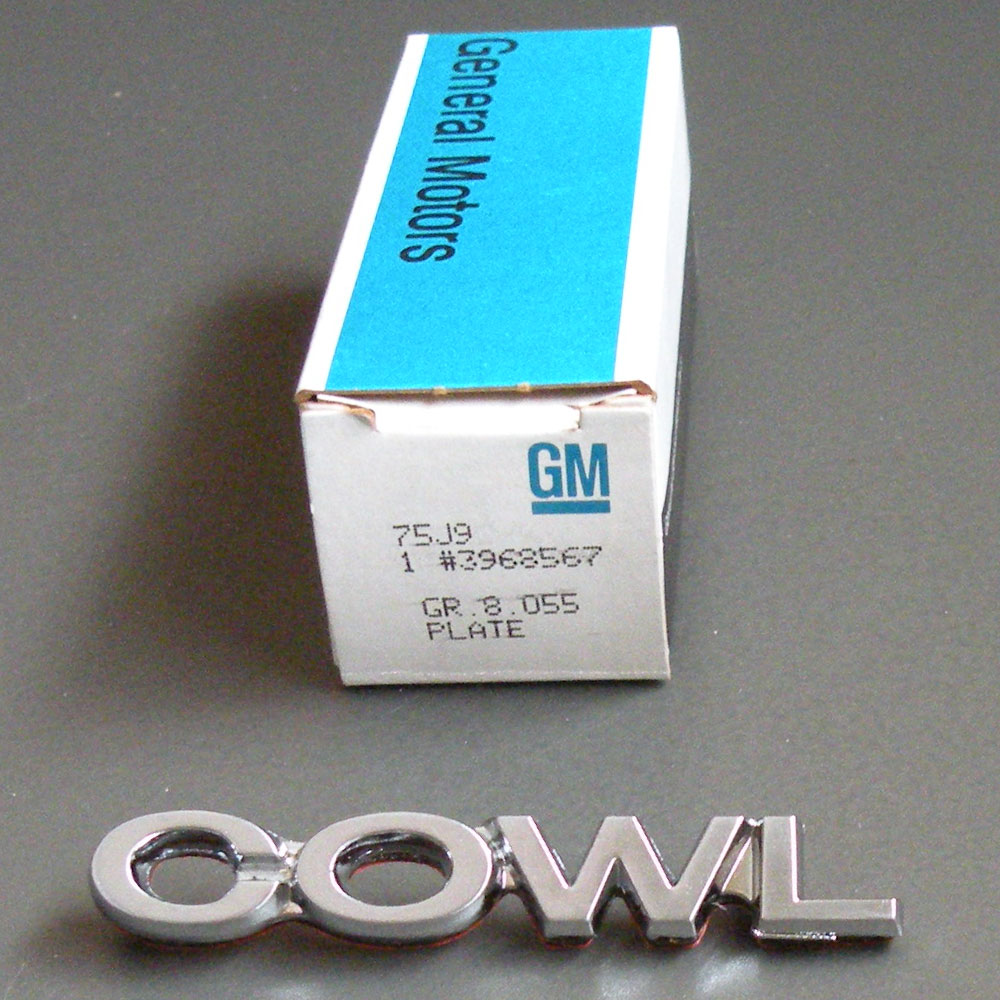 General Motors
GM
75J9
1 #3968567
GR.8.055
PLATE
COWL